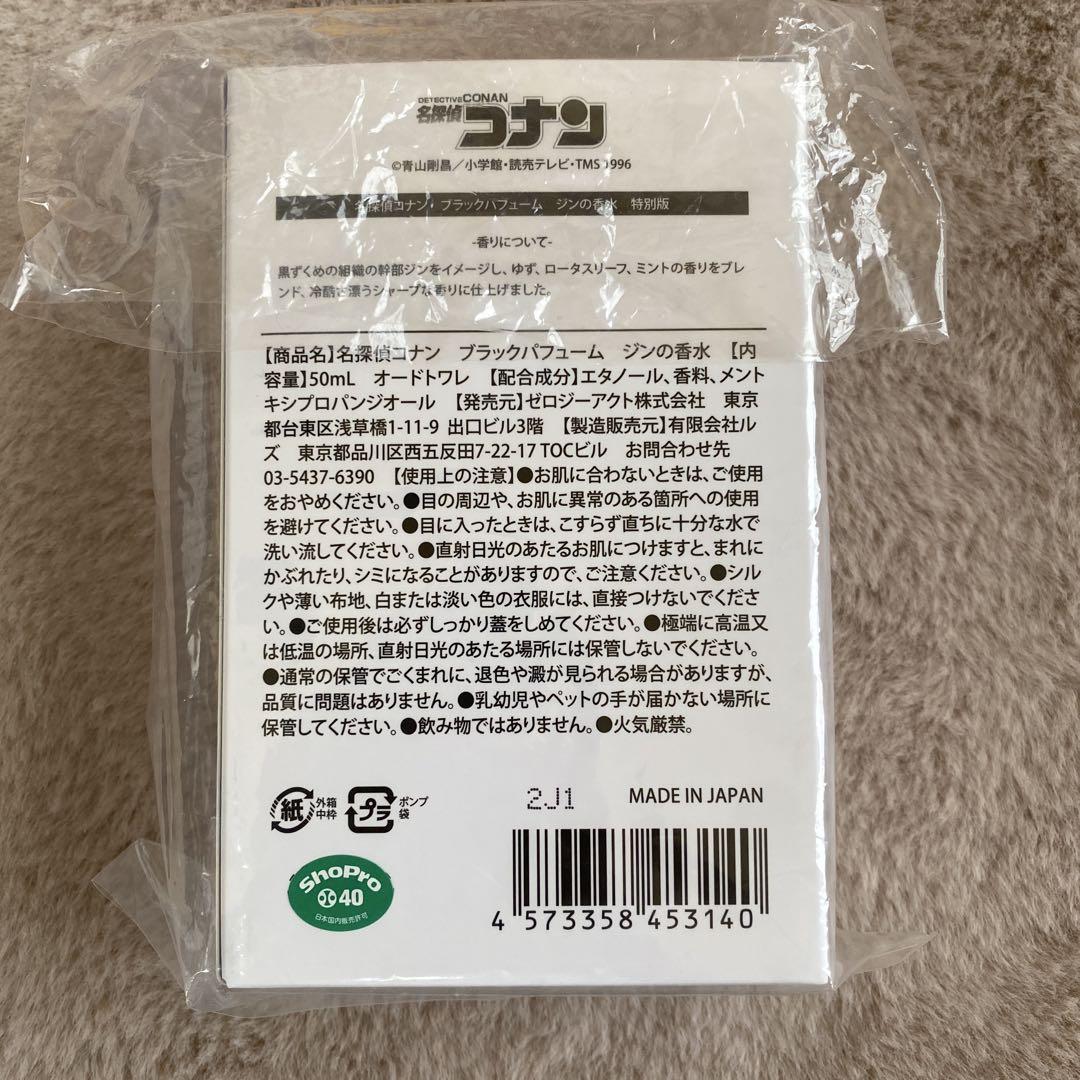 DETECTIVE CONAN
名探偵コナン
©青山剛昌／小学館・読売テレビ・TMS 1996
名探偵コナン ブラックパフューム ジンの香水 特別版
-香りについて-
黒ずくめの組織の幹部ジンをイメージし、ゆず、ロータスリーフ、ミントの香りをブレ
ンド、冷酷さ漂うシャープな香りに仕上げました。
【商品名】名探偵コナン ブラックパフューム ジンの香水 【内
容量】50mL オードトワレ 【配合成分】エタノール、香料、メント
キシプロパンジオール 【発売元】ゼロジーアクト株式会社 東京
都台東区浅草橋1-11-9 出口ビル3階 【製造販売元】有限会社ル
ズ 東京都品川区西五反田7-22-17 TOCビル お問合わせ先
03-5437-6390 【使用上の注意】●お肌に合わないときは、ご使用
をおやめください。●目の周辺や、お肌に異常のある箇所への使用
を避けてください。●目に入ったときは、こすらず直ちに十分な水で
洗い流してください。●直射日光のあたるお肌につけますと、まれに
かぶれたり、シミになることがありますので、ご注意ください。●シル
クや薄い布地、白または淡い色の衣服には、直接つけないでくださ
い。●ご使用後は必ずしっかり蓋をしめてください。●極端に高温又
は低温の場所、直射日光のあたる場所には保管しないでください。
●通常の保管でごくまれに、退色や澱が見られる場合がありますが、
品質に問題はありません。●乳幼児やペットの手が届かない場所に
保管してください。●飲み物ではありません。●火気厳禁。
紙 外箱 中枠 プラ ポンプ 袋
2J1 MADE IN JAPAN
ShoPro
40
日本国内販売許可
4 573358 453140